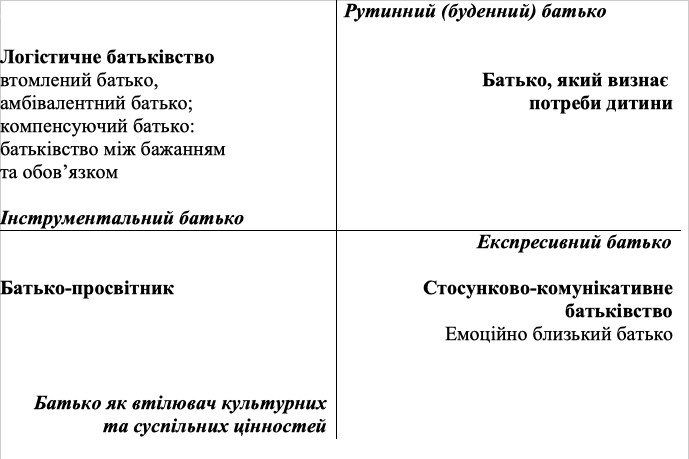 Рутинний (буденний) батько
Логістичне батьківство
втомлений батько,
амбівалентний батько;
компенсуючий батько:
батьківство між бажанням
та обов’язком
Інструментальний батько
Батько, який визнає
потреби дитини
Батько-просвітник
Батько як втілювач культурних
та суспільних цінностей
Експресивний батько
Стосунково-комунікативне
батьківство
Емоційно близький батько